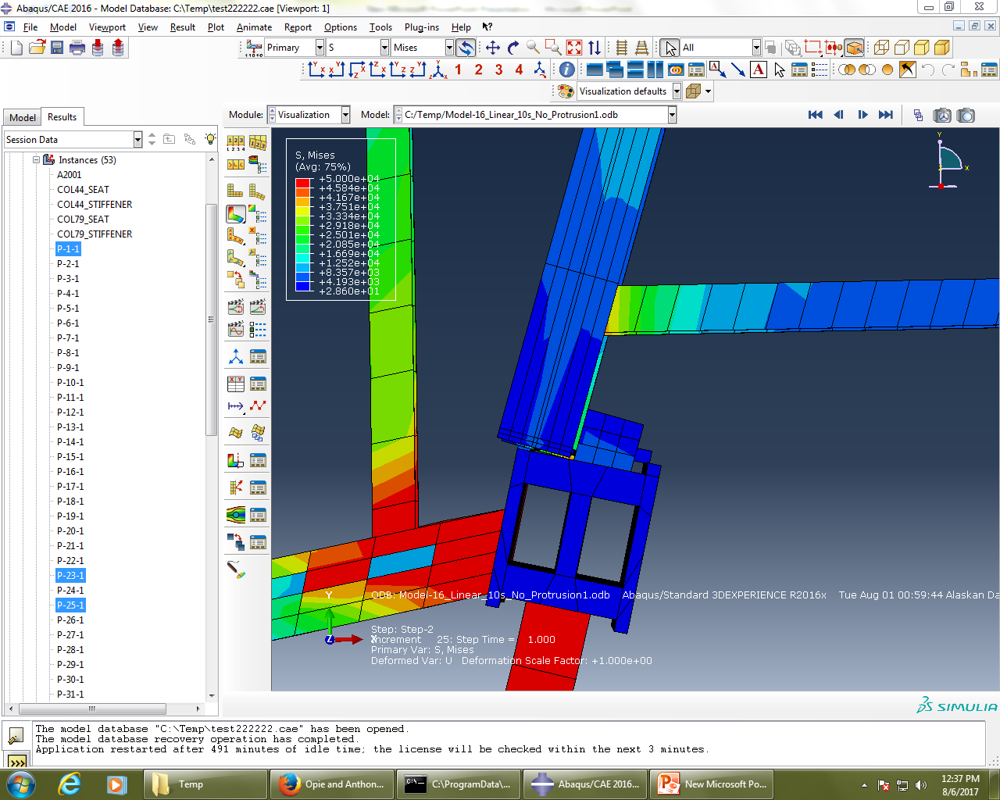 Abaqus/CAE 2016 - Model Database: C:\Temp\test222222.cae [Viewport: 1]
File Model Viewport View Result Plot Animate Report Options Tools Plug-ins Help
Primary S Mises All
1 2 3 4
Visualization defaults
Model Results
Module: Visualization Model: C:/Temp/Model-16_Linear_10s_No_Protrusion1.odb
Session Data
Instances (53)
A2001
COL44_SEAT
COL44_STIFFENER
COL79_SEAT
COL79_STIFFENER
P-1-1
P-2-1
P-3-1
P-4-1
P-5-1
P-6-1
P-7-1
P-8-1
P-9-1
P-10-1
P-11-1
P-12-1
P-13-1
P-14-1
P-15-1
P-16-1
P-17-1
P-18-1
P-19-1
P-20-1
P-21-1
P-22-1
P-23-1
P-24-1
P-25-1
P-26-1
P-27-1
P-28-1
P-29-1
P-30-1
P-31-1
S, Mises
(Avg: 75%)
+5.000e+04
+4.584e+04
+4.167e+04
+3.751e+04
+3.334e+04
+2.918e+04
+2.501e+04
+2.085e+04
+1.669e+04
+1.252e+04
+8.357e+03
+4.193e+03
+2.860e+01
Y
X
Y
Z
X
ODB: Model-16_Linear_10s_No_Protrusion1.odb Abaqus/Standard 3DEXPERIENCE R2016x Tue Aug 01 00:59:44 Alaskan Da
Step: Step-2
Increment 25: Step Time = 1.000
Primary Var: S, Mises
Deformed Var: U Deformation Scale Factor: +1.000e+00
SIMULIA
The model database "C:\Temp\test222222.cae" has been opened.
The model database recovery operation has completed.
Application restarted after 491 minutes of idle time; the license will be checked within the next 3 minutes.
Temp
Opie and Anthon...
C:\ProgramData\...
Abaqus/CAE 2016...
New Microsoft Po...
12:37 PM
8/6/2017